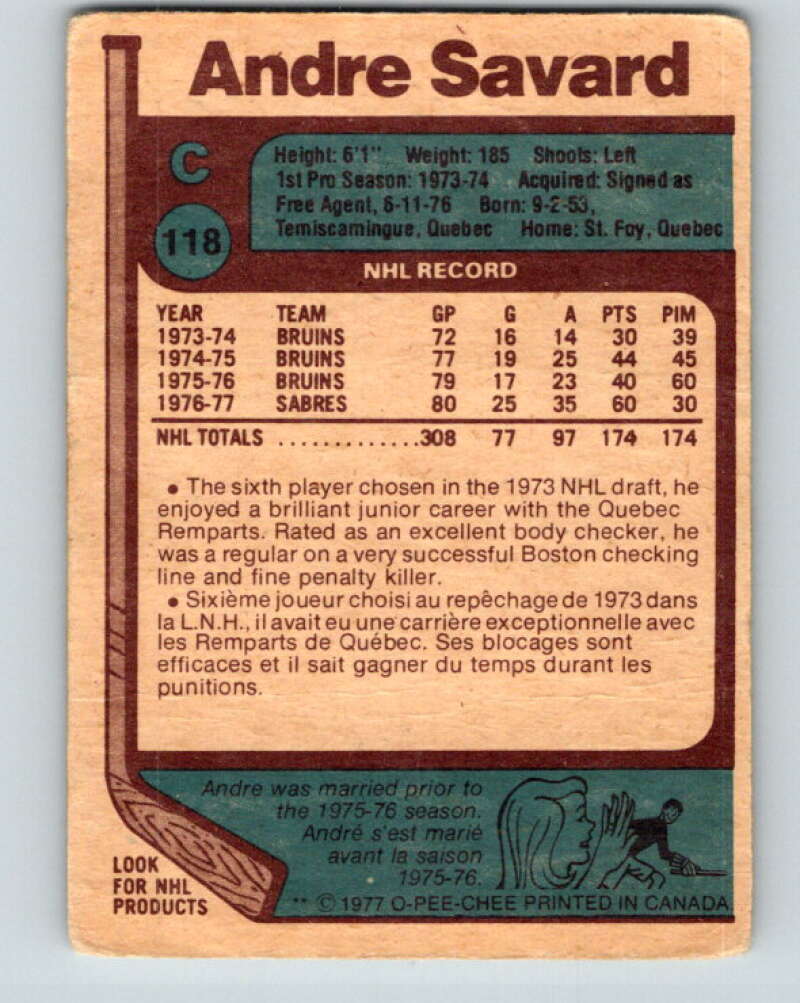 Andre Savard
C
Height: 6'1" Weight: 185 Shoots: Left
1st Pro Season: 1973-74 Acquired: Signed as
Free Agent, 6-11-76 Born: 9-2-53,
Temiscamingue, Quebec Home: St. Foy, Quebec
118
NHL RECORD
YEAR TEAM GP G A PTS PIM
1973-74 BRUINS 72 16 14 30 39
1974-75 BRUINS 77 19 25 44 45
1975-76 BRUINS 79 17 23 40 60
1976-77 SABRES 80 25 35 60 30
NHL TOTALS ..............308 77 97 174 174
• The sixth player chosen in the 1973 NHL draft, he
enjoyed a brilliant junior career with the Quebec
Remparts. Rated as an excellent body checker, he
was a regular on a very successful Boston checking
line and fine penalty killer.
• Sixième joueur choisi au repêchage de 1973 dans
la L.N.H., il avait eu une carrière exceptionnelle avec
les Remparts de Québec. Ses blocages sont
efficaces et il sait gagner du temps durant les
punitions.
Andre was married prior to
the 1975-76 season.
André s'est marié
avant la saison
1975-76.
LOOK
FOR NHL
PRODUCTS
** © 1977 O-PEE-CHEE PRINTED IN CANADA